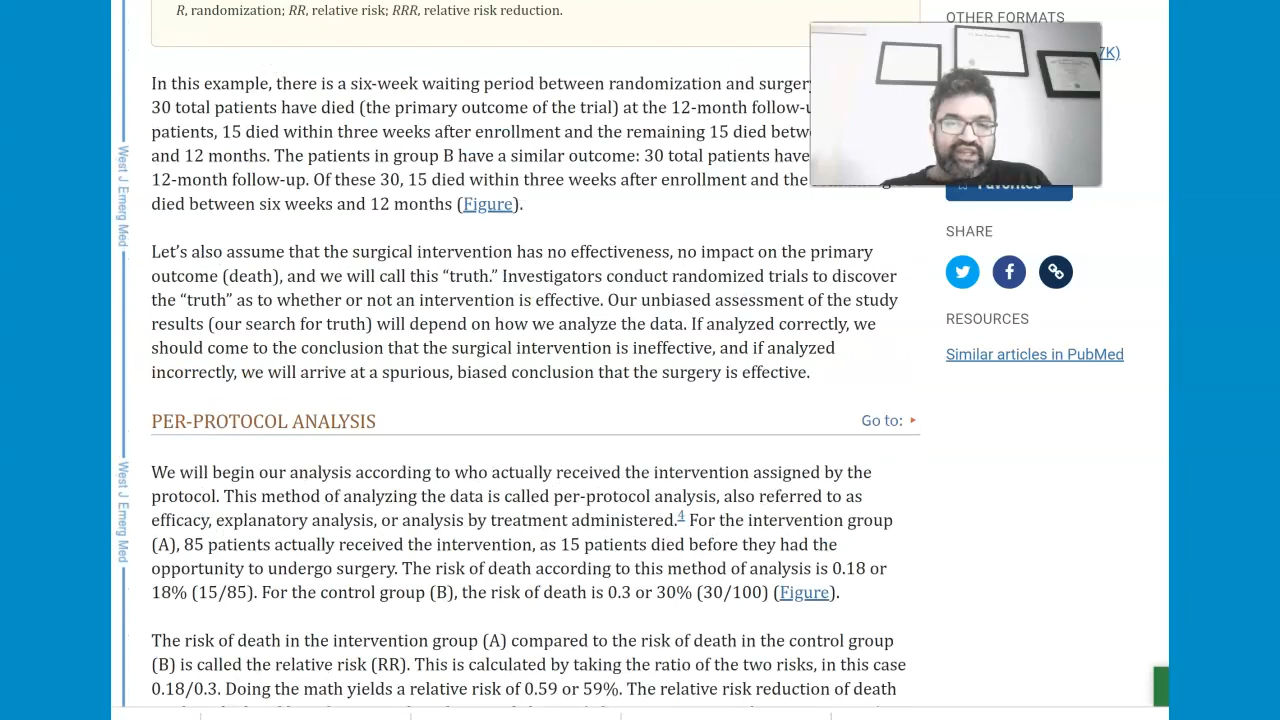 R, randomization; RR, relative risk; RRR, relative risk reduction.
In this example, there is a six-week waiting period between randomization and surgery
30 total patients have died (the primary outcome of the trial) at the 12-month
patients, 15 died within three weeks after enrollment and the remaining 15 died
and 12 months. The patients in group B have a similar outcome: 30 total patients have
12-month follow-up. Of these 30, 15 died within three weeks after enrollment and the
died between six weeks and 12 months (Figure).
Let’s also assume that the surgical intervention has no effectiveness, no impact on the primary
outcome (death), and we will call this “truth.” Investigators conduct randomized trials to discover
the “truth” as to whether or not an intervention is effective. Our unbiased assessment of the study
results (our search for truth) will depend on how we analyze the data. If analyzed correctly, we
should come to the conclusion that the surgical intervention is ineffective, and if analyzed
incorrectly, we will arrive at a spurious, biased conclusion that the surgery is effective.
PER-PROTOCOL ANALYSIS
Go to:
We will begin our analysis according to who actually received the intervention assigned by the
protocol. This method of analyzing the data is called per-protocol analysis, also referred to as
efficacy, explanatory analysis, or analysis by treatment administered.4 For the intervention group
(A), 85 patients actually received the intervention, as 15 patients died before they had the
opportunity to undergo surgery. The risk of death according to this method of analysis is 0.18 or
18% (15/85). For the control group (B), the risk of death is 0.3 or 30% (30/100) (Figure).
The risk of death in the intervention group (A) compared to the risk of death in the control group
(B) is called the relative risk (RR). This is calculated by taking the ratio of the two risks, in this case
0.18/0.3. Doing the math yields a relative risk of 0.59 or 59%. The relative risk reduction of death
West J Emerg Med
West J Emerg Med
OTHER FORMATS
7K)
Favorites
SHARE
RESOURCES
Similar articles in PubMed